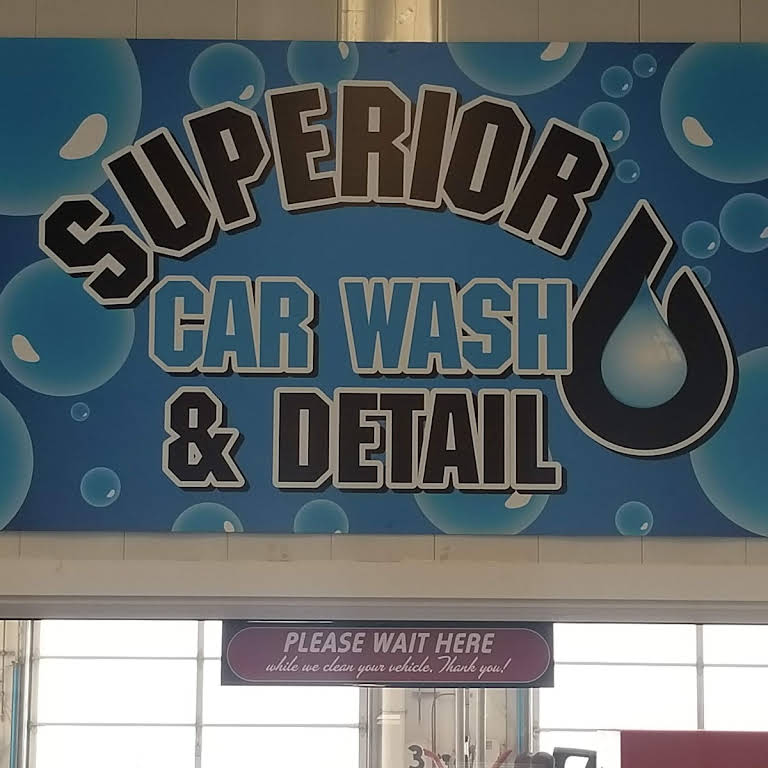 SUPERIOR
CAR WASH
& DETAIL
PLEASE WAIT HERE
while we clean your vehicle. Thank you!
3